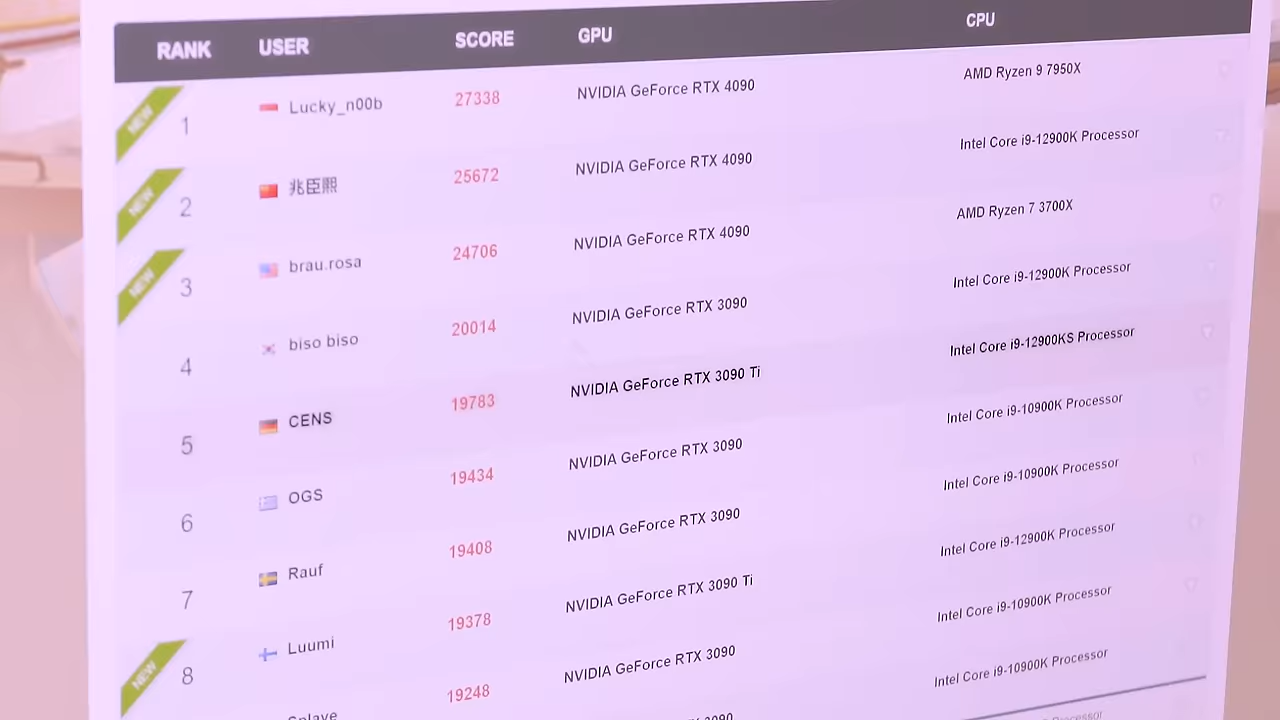 RANK USER SCORE GPU CPU
NEW 1 Lucky_n00b 27338 NVIDIA GeForce RTX 4090 AMD Ryzen 9 7950X
NEW 2 兆臣熙 25672 NVIDIA GeForce RTX 4090 Intel Core i9-12900K Processor
NEW 3 brau.rosa 24706 NVIDIA GeForce RTX 4090 AMD Ryzen 7 3700X
4 biso biso 20014 NVIDIA GeForce RTX 3090 Intel Core i9-12900K Processor
5 CENS 19783 NVIDIA GeForce RTX 3090 Ti Intel Core i9-12900KS Processor
6 OGS 19434 NVIDIA GeForce RTX 3090 Intel Core i9-10900K Processor
7 Rauf 19408 NVIDIA GeForce RTX 3090 Intel Core i9-10900K Processor
NEW 8 Luumi 19378 NVIDIA GeForce RTX 3090 Ti Intel Core i9-12900K Processor
Splave 19248 NVIDIA GeForce RTX 3090 Intel Core i9-10900K Processor
3090 Intel Core i9-10900K Processor
Processor